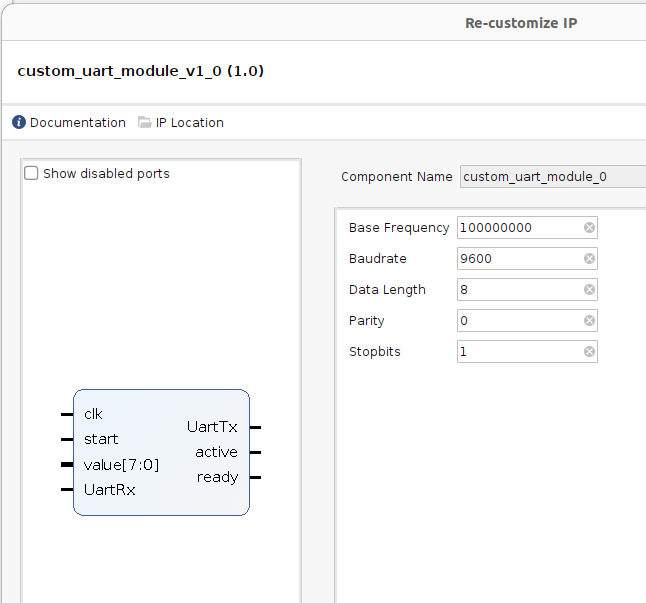 Re-customize IP
custom_uart_module_v1_0 (1.0)
Documentation IP Location
Show disabled ports
Component Name custom_uart_module_0
Base Frequency 100000000
Baudrate 9600
Data Length 8
Parity 0
Stopbits 1
clk
start
value[7:0]
UartRx
UartTx
active
ready